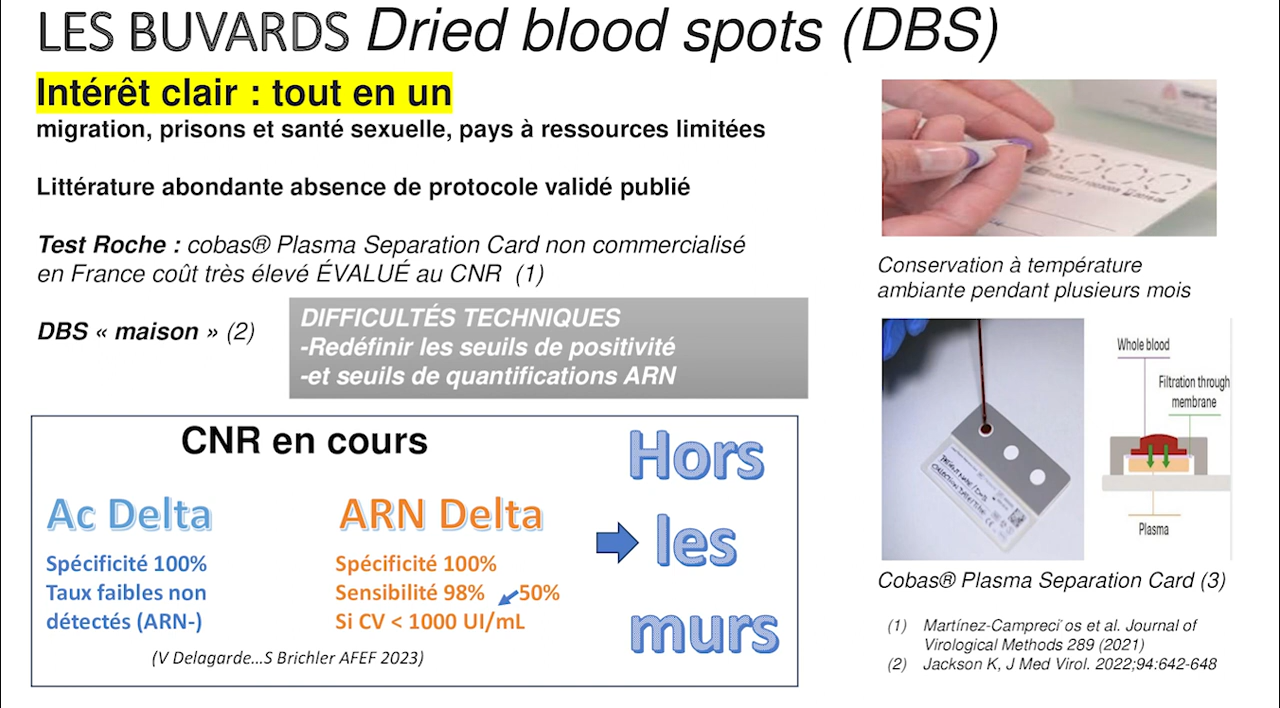 LES BUVARDS Dried blood spots (DBS)
Intérêt clair : tout en un
migration, prisons et santé sexuelle, pays à ressources limitées
Littérature abondante absence de protocole validé publié
Test Roche : cobas® Plasma Separation Card non commercialisé
en France coût très élevé ÉVALUÉ au CNR (1)
DBS « maison » (2)
DIFFICULTÉS TECHNIQUES
-Redéfinir les seuils de positivité
-et seuils de quantifications ARN
CNR en cours
Ac Delta
Spécificité 100%
Taux faibles non
détectés (ARN-)
ARN Delta
Spécificité 100%
Sensibilité 98% 50%
Si CV < 1000 UI/mL
(V Delagarde...S Brichler AFEF 2023)
Hors
les
murs
Conservation à température
ambiante pendant plusieurs mois
Whole blood
Filtration through
membrane
Plasma
Cobas® Plasma Separation Card (3)
(1) Martínez-Campreci¨os et al. Journal of
Virological Methods 289 (2021)
(2) Jackson K, J Med Virol. 2022;94:642-648